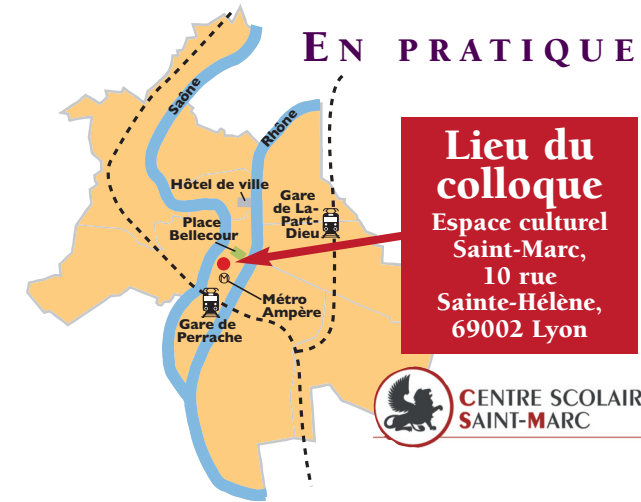 EN PRATIQUE
Saône
Rhône
Hôtel de ville
Place
Bellecour
Gare
de La-
Part-
Dieu
M
Métro
Ampère
Gare de
Perrache
Lieu du
colloque
Espace culturel
Saint-Marc,
10 rue
Sainte-Hélène,
69002 Lyon
CENTRE SCOLAIR
SAINT-MARC